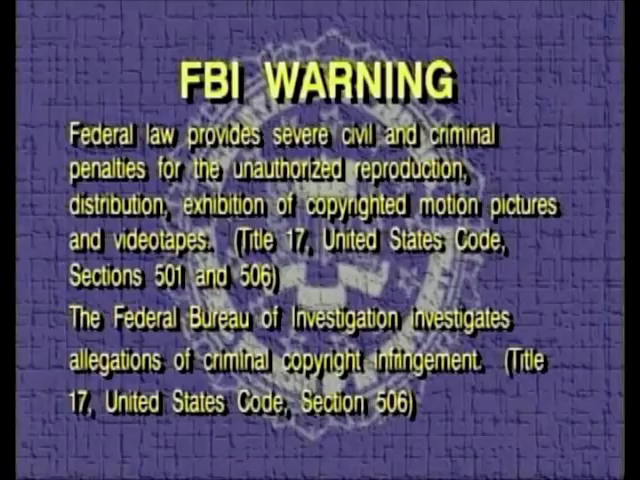 FBI WARNING
Federal law provides severe civil and criminal
penalties for the unauthorized reproduction,
distribution, exhibition of copyrighted motion pictures
and videotapes. (Title 17, United States Code,
Sections 501 and 506)
The Federal Bureau of Investigation investigates
allegations of criminal copyright infringement. (Title
17, United States Code, Section 506)